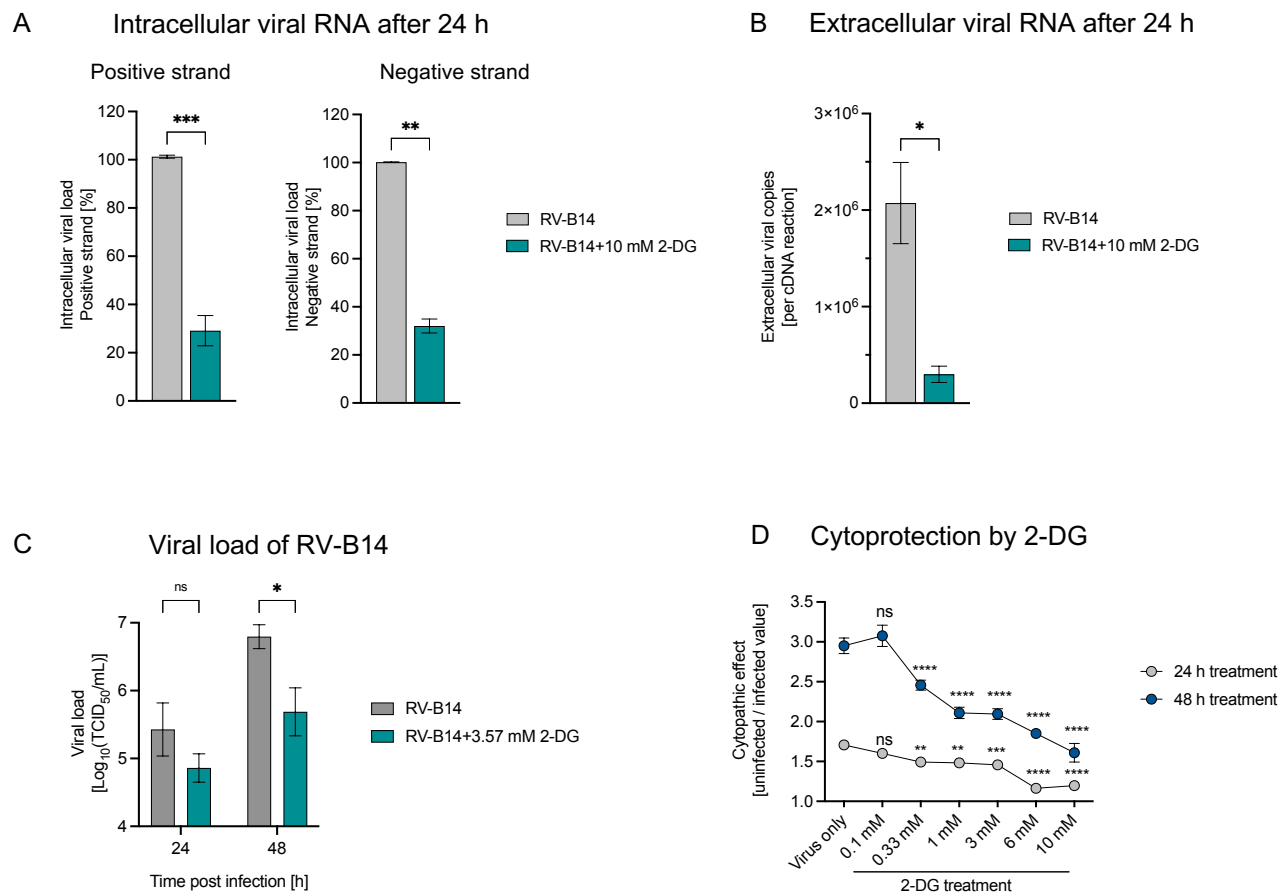 A
Intracellular viral RNA after 24 h
Positive strand
Intracellular viral load
Positive strand [%]
120
100
80
60
40
20
0
***
Negative strand
Intracellular viral load
Negative strand [%]
120
100
80
60
40
20
0
**
RV-B14
RV-B14+10 mM 2-DG
B
Extracellular viral RNA after 24 h
Extracellular viral copies
[per cDNA reaction]
3×10⁶
2×10⁶
1×10⁶
0
*
RV-B14
RV-B14+10 mM 2-DG
C
Viral load of RV-B14
Viral load
[Log₁₀(TCID₅₀/mL)]
7
6
5
4
ns
*
24
48
Time post infection [h]
RV-B14
RV-B14+3.57 mM 2-DG
D
Cytoprotection by 2-DG
Cytopathic effect
[uninfected / infected value]
3.5
3.0
2.5
2.0
1.5
1.0
ns
****
****
****
****
****
ns
**
**
***
****
****
Virus only
0.1 mM
0.33 mM
1 mM
3 mM
6 mM
10 mM
2-DG treatment
24 h treatment
48 h treatment